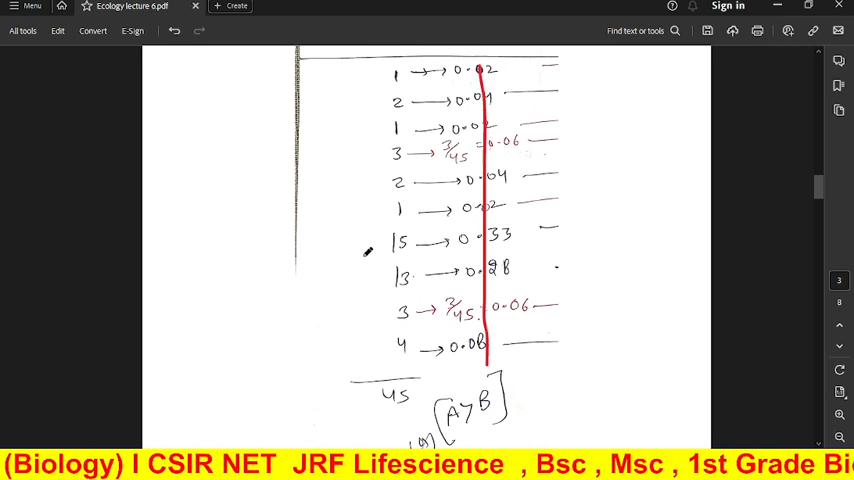 Menu
Ecology lecture 6.pdf
Create
Sign in
All tools
Edit
Convert
E-Sign
Find text or tools
1 → 0.02
2 → 0.04
1 → 0.02
3 → 3/45 = 0.06
2 → 0.04
1 → 0.02
15 → 0.33
13 → 0.28
3 → 3/45 = 0.06
4 → 0.08
45
[A>B]
3
8
(Biology) I CSIR NET JRF Lifescience , Bsc , Msc , 1st Grade Bi